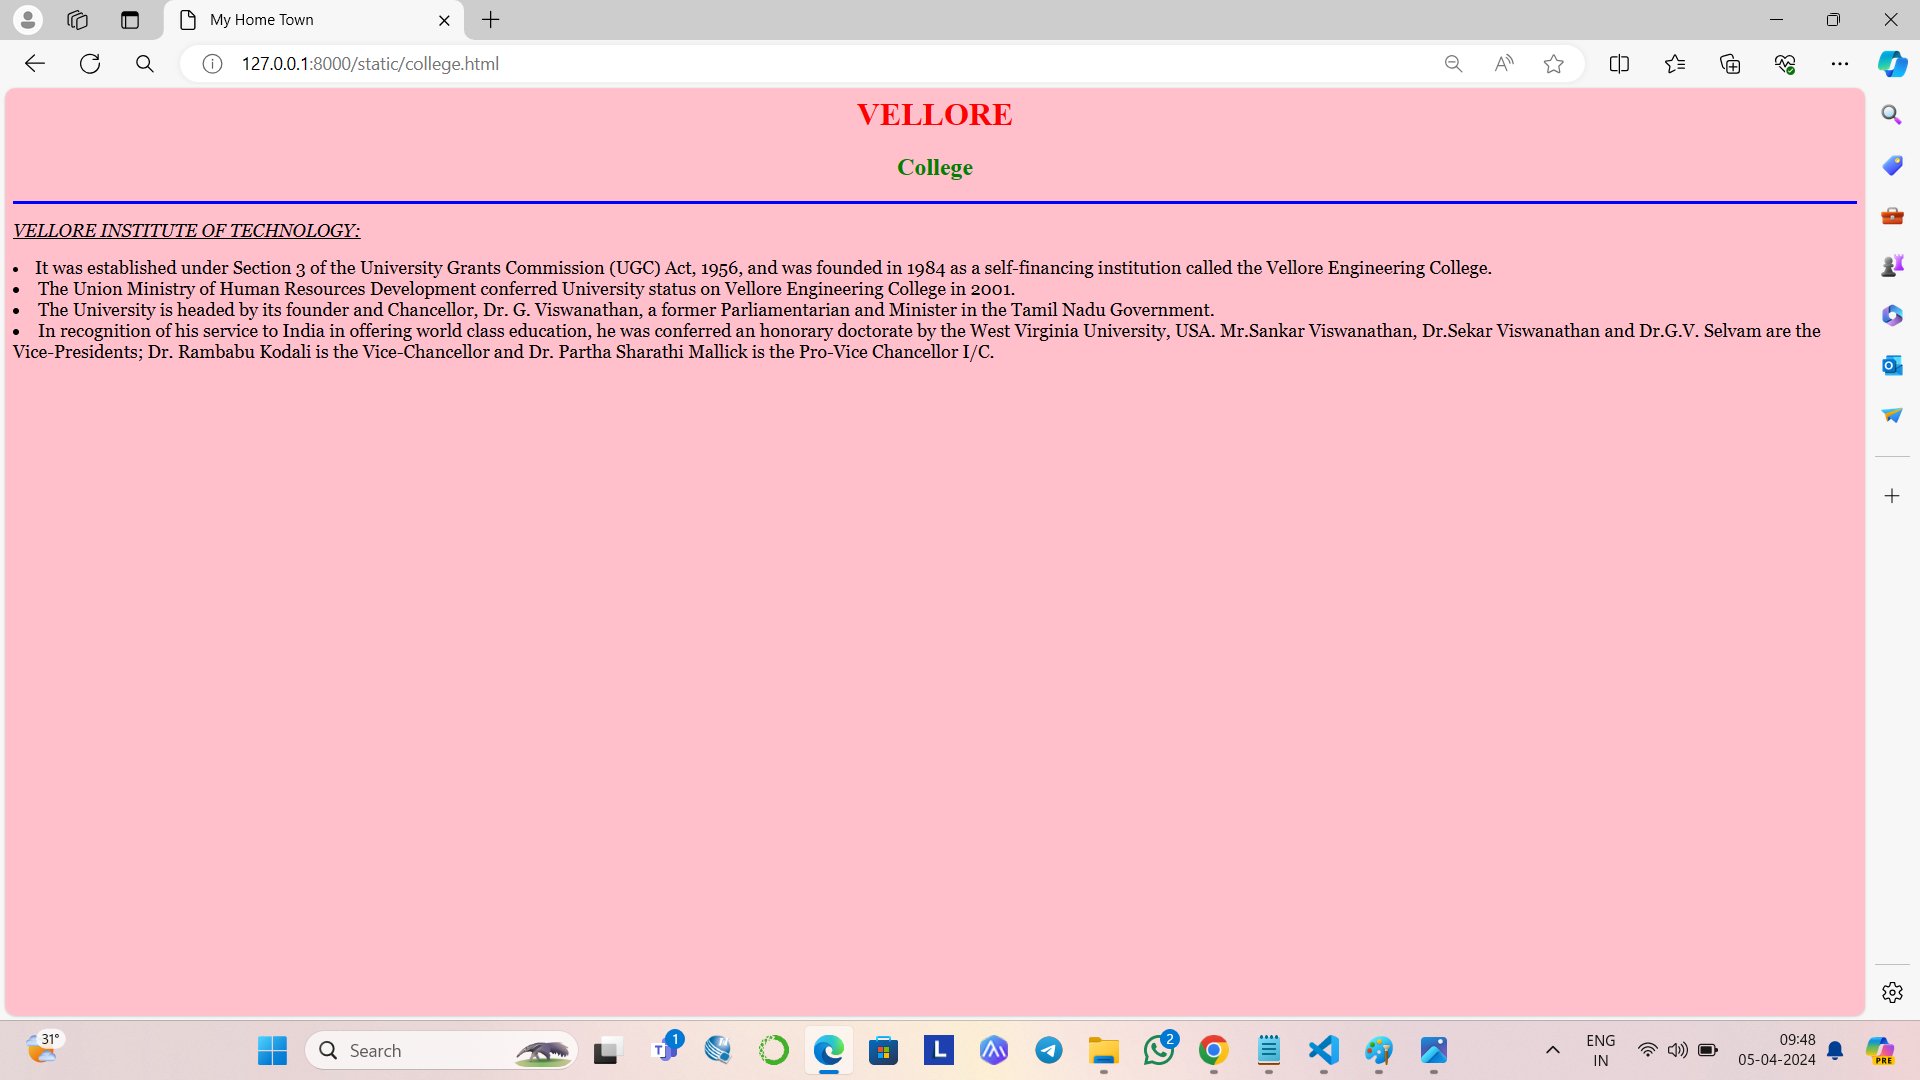 My Home Town
127.0.0.1:8000/static/college.html
VELLORE
College
VELLORE INSTITUTE OF TECHNOLOGY:
• It was established under Section 3 of the University Grants Commission (UGC) Act, 1956, and was founded in 1984 as a self-financing institution called the Vellore Engineering College.
• The Union Ministry of Human Resources Development conferred University status on Vellore Engineering College in 2001.
• The University is headed by its founder and Chancellor, Dr. G. Viswanathan, a former Parliamentarian and Minister in the Tamil Nadu Government.
• In recognition of his service to India in offering world class education, he was conferred an honorary doctorate by the West Virginia University, USA. Mr.Sankar Viswanathan, Dr.Sekar Viswanathan and Dr.G.V. Selvam are the
Vice-Presidents; Dr. Rambabu Kodali is the Vice-Chancellor and Dr. Partha Sharathi Mallick is the Pro-Vice Chancellor I/C.
31°
Search
1
L
2
ENG
IN
09:48
05-04-2024
PRE